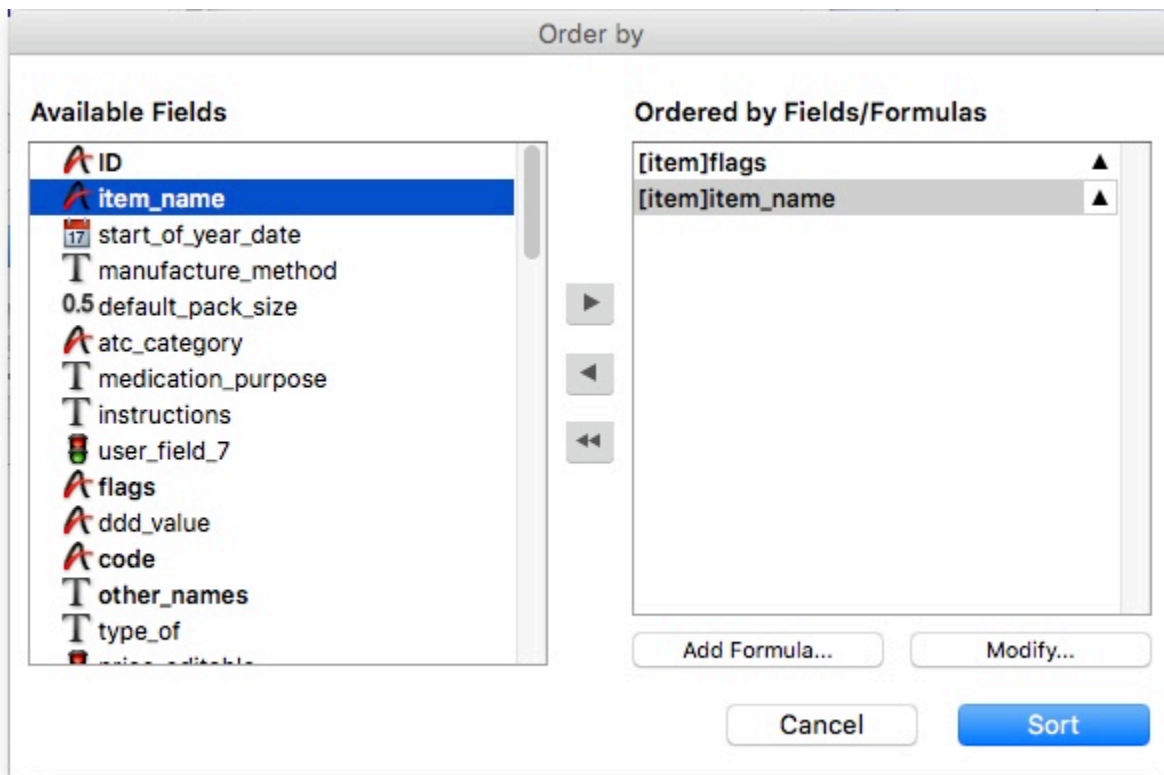 Order by
Available Fields
ID
item_name
17 start_of_year_date
T manufacture_method
0.5 default_pack_size
atc_category
T medication_purpose
T instructions
user_field_7
flags
ddd_value
code
T other_names
T type_of
Ordered by Fields/Formulas
[item]flags
[item]item_name
Add Formula...
Modify...
Cancel
Sort